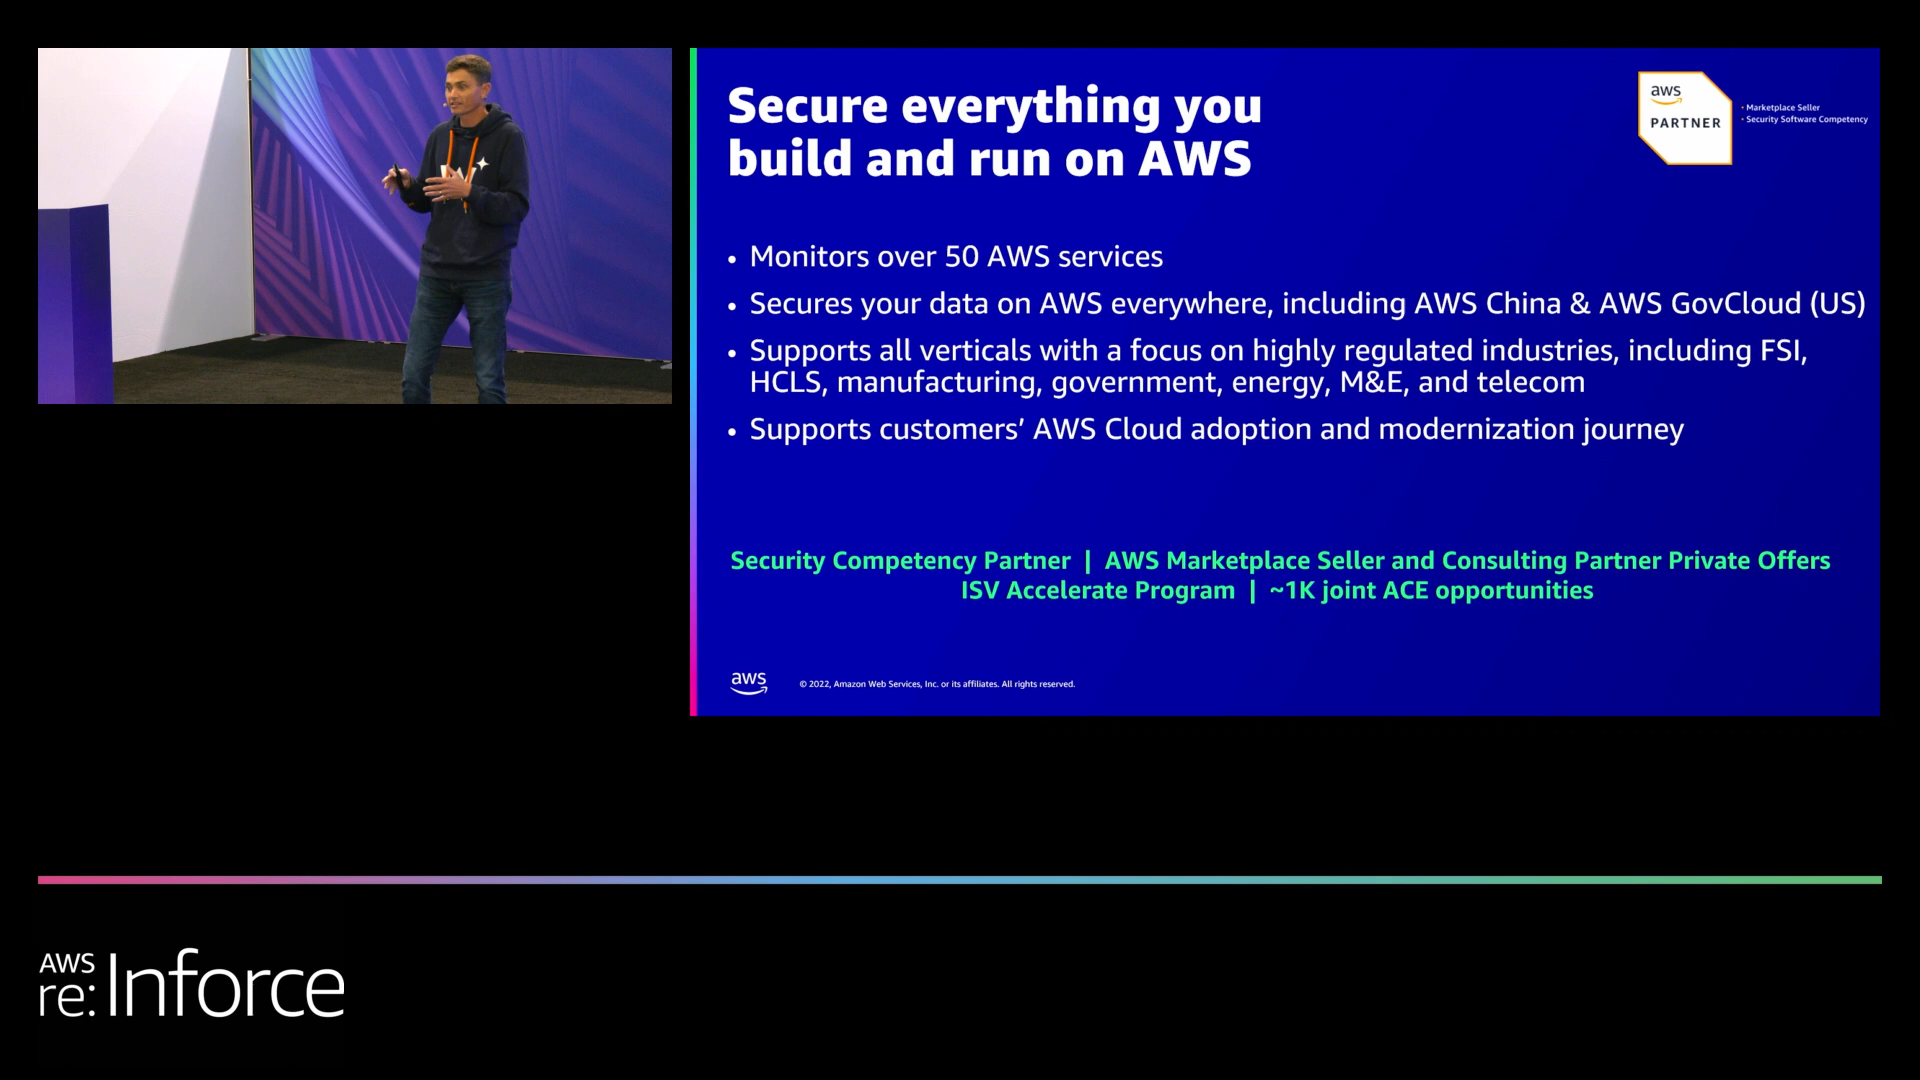 Secure everything you
build and run on AWS
aws
PARTNER
• Marketplace Seller
• Security Software Competency
• Monitors over 50 AWS services
• Secures your data on AWS everywhere, including AWS China & AWS GovCloud (US)
• Supports all verticals with a focus on highly regulated industries, including FSI,
HCLS, manufacturing, government, energy, M&E, and telecom
• Supports customers’ AWS Cloud adoption and modernization journey
Security Competency Partner | AWS Marketplace Seller and Consulting Partner Private Offers
ISV Accelerate Program | ~1K joint ACE opportunities
aws
© 2022, Amazon Web Services, Inc. or its affiliates. All rights reserved.
AWS
re:Inforce